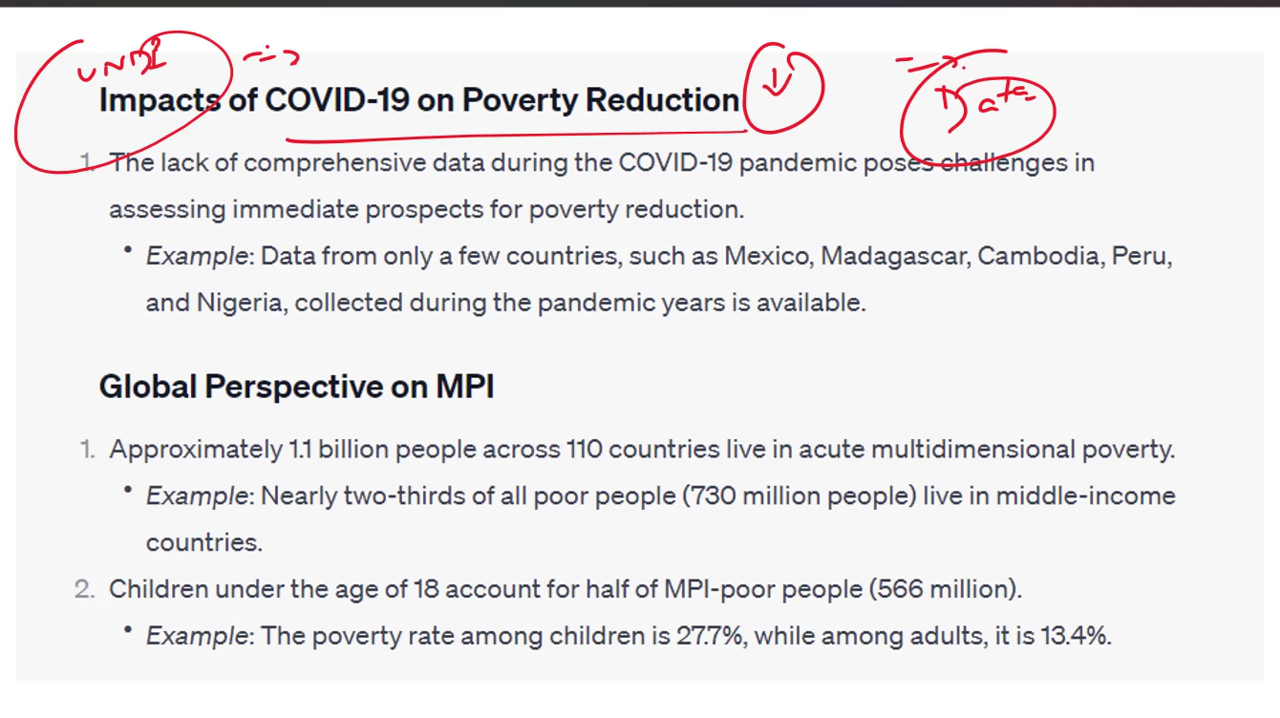 Impacts of COVID-19 on Poverty Reduction
Data
1. The lack of comprehensive data during the COVID-19 pandemic poses challenges in
assessing immediate prospects for poverty reduction.
• Example: Data from only a few countries, such as Mexico, Madagascar, Cambodia, Peru,
and Nigeria, collected during the pandemic years is available.
Global Perspective on MPI
1. Approximately 1.1 billion people across 110 countries live in acute multidimensional poverty.
• Example: Nearly two-thirds of all poor people (730 million people) live in middle-income
countries.
2. Children under the age of 18 account for half of MPI-poor people (566 million).
• Example: The poverty rate among children is 27.7%, while among adults, it is 13.4%.